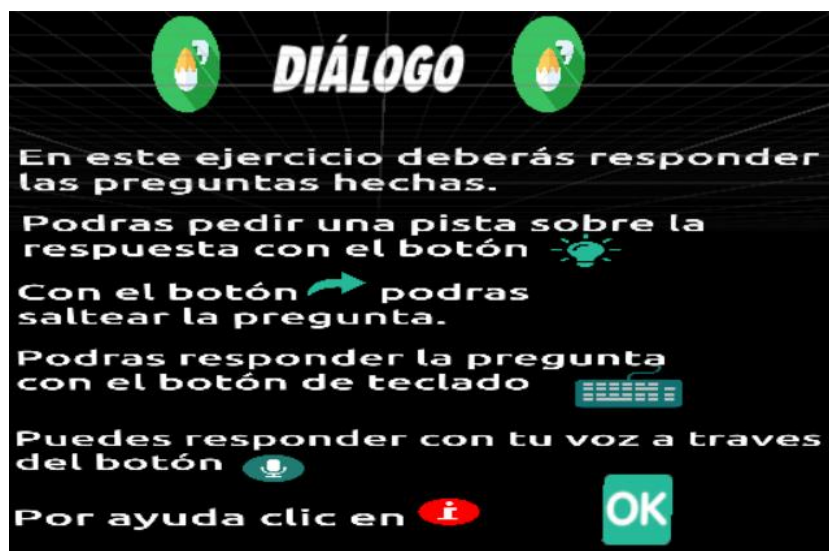 DIÁLOGO
En este ejercicio deberás responder
las preguntas hechas.
Podras pedir una pista sobre la
respuesta con el botón
Con el botón podras
saltear la pregunta.
Podras responder la pregunta
con el botón de teclado
Puedes responder con tu voz a traves
del botón
Por ayuda clic en i
OK